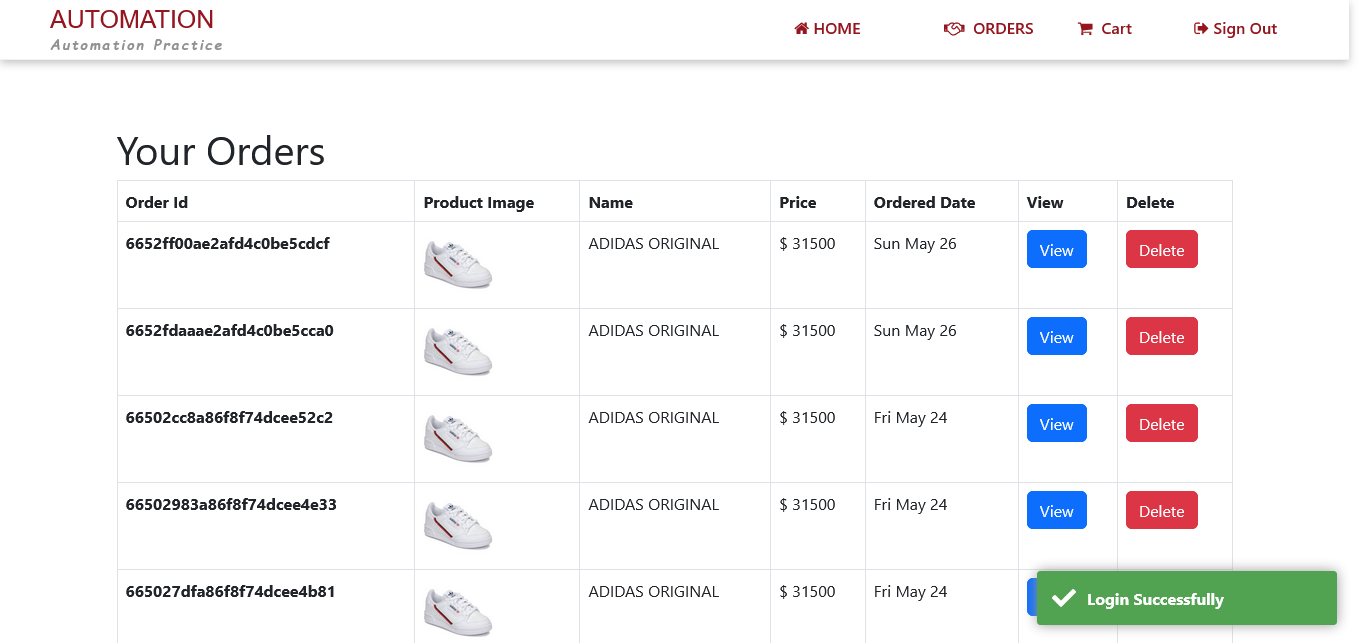 AUTOMATION
Automation Practice
HOME ORDERS Cart Sign Out
Your Orders
Order Id Product Image Name Price Ordered Date View Delete
6652ff00ae2afd4c0be5cdcf ADIDAS ORIGINAL $ 31500 Sun May 26 View Delete
6652fdaaae2afd4c0be5cca0 ADIDAS ORIGINAL $ 31500 Sun May 26 View Delete
66502cc8a86f8f74dcee52c2 ADIDAS ORIGINAL $ 31500 Fri May 24 View Delete
66502983a86f8f74dcee4e33 ADIDAS ORIGINAL $ 31500 Fri May 24 View Delete
665027dfa86f8f74dcee4b81 ADIDAS ORIGINAL $ 31500 Fri May 24
Login Successfully